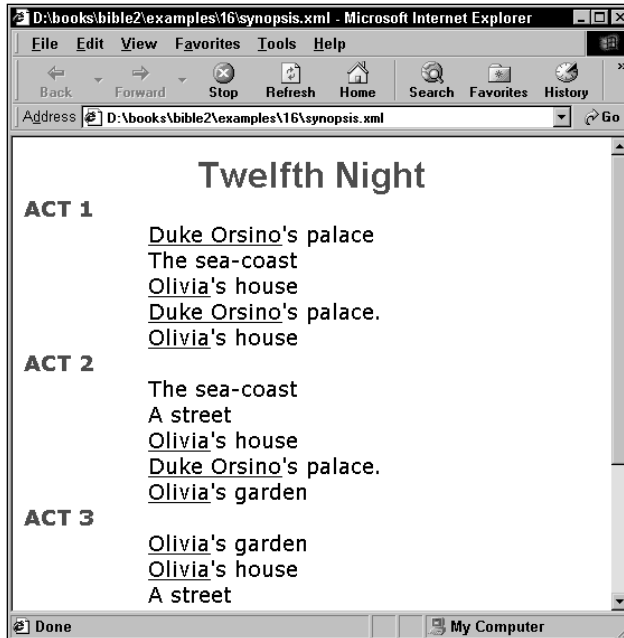 D:\books\bible2\examples\16\synopsis.xml - Microsoft Internet Explorer
File Edit View Favorites Tools Help
Back Forward Stop Refresh Home Search Favorites History »
Address D:\books\bible2\examples\16\synopsis.xml Go
Twelfth Night
ACT 1
Duke Orsino's palace
The sea-coast
Olivia's house
Duke Orsino's palace.
Olivia's house
ACT 2
The sea-coast
A street
Olivia's house
Duke Orsino's palace.
Olivia's garden
ACT 3
Olivia's garden
Olivia's house
A street
Done My Computer